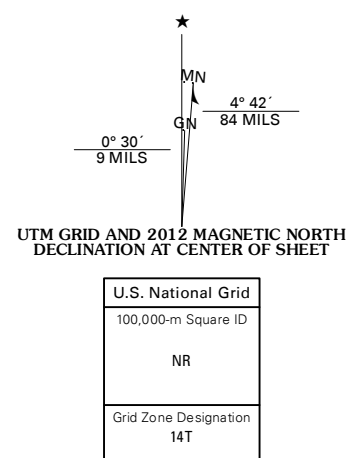 ★
MN
4° 42´
84 MILS
GN
0° 30´
9 MILS
UTM GRID AND 2012 MAGNETIC NORTH
DECLINATION AT CENTER OF SHEET
U.S. National Grid
100,000-m Square ID
NR
Grid Zone Designation
14T